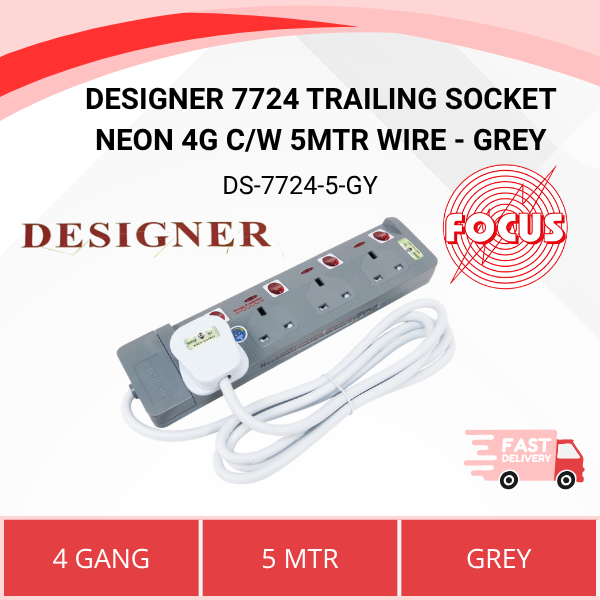 DESIGNER 7724 TRAILING SOCKET
NEON 4G C/W 5MTR WIRE - GREY
DS-7724-5-GY
DESIGNER
FOCUS
FAST
DELIVERY
4 GANG
5 MTR
GREY